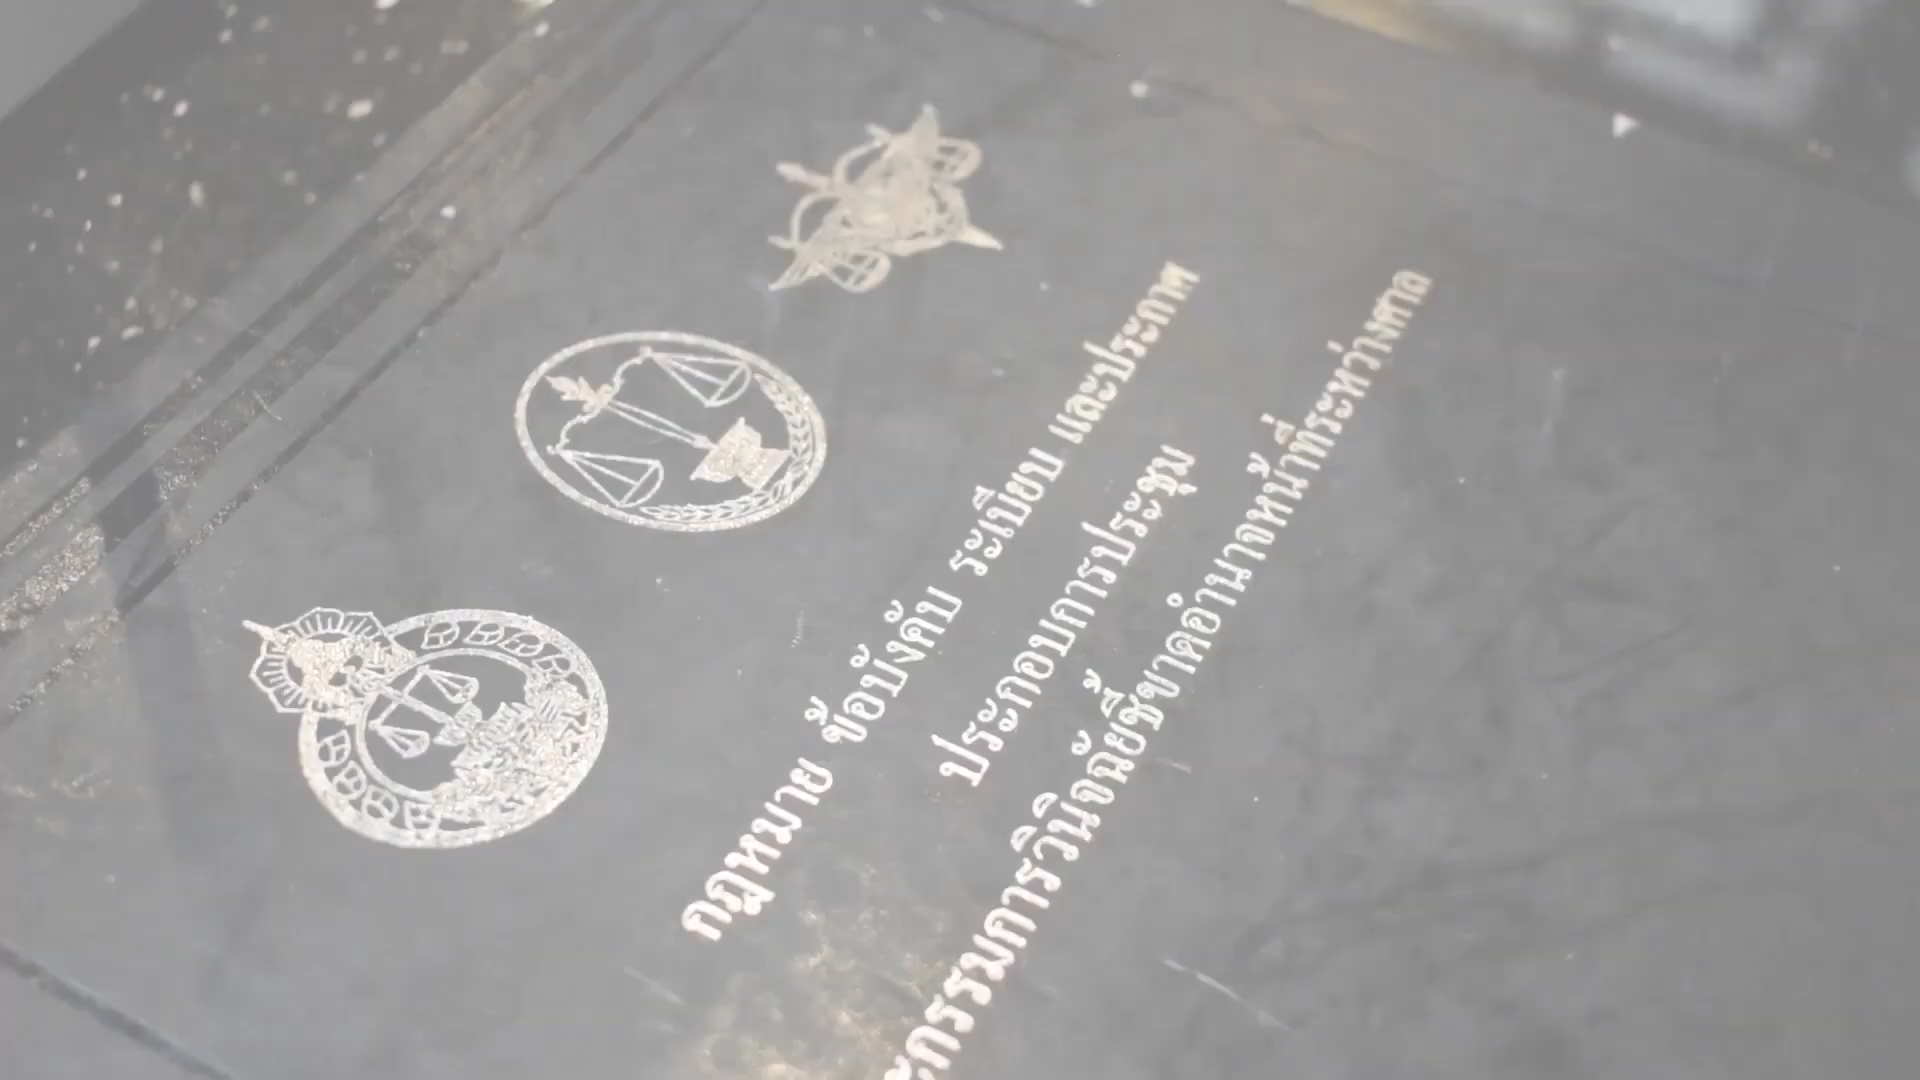 กฎหมาย ข้อบังคับ ระเบียบ และประกาศ
ประกอบการประชุม
กรรมการวินิจฉัยชี้ขาดอำนาจหน้าที่ระหว่างศาล